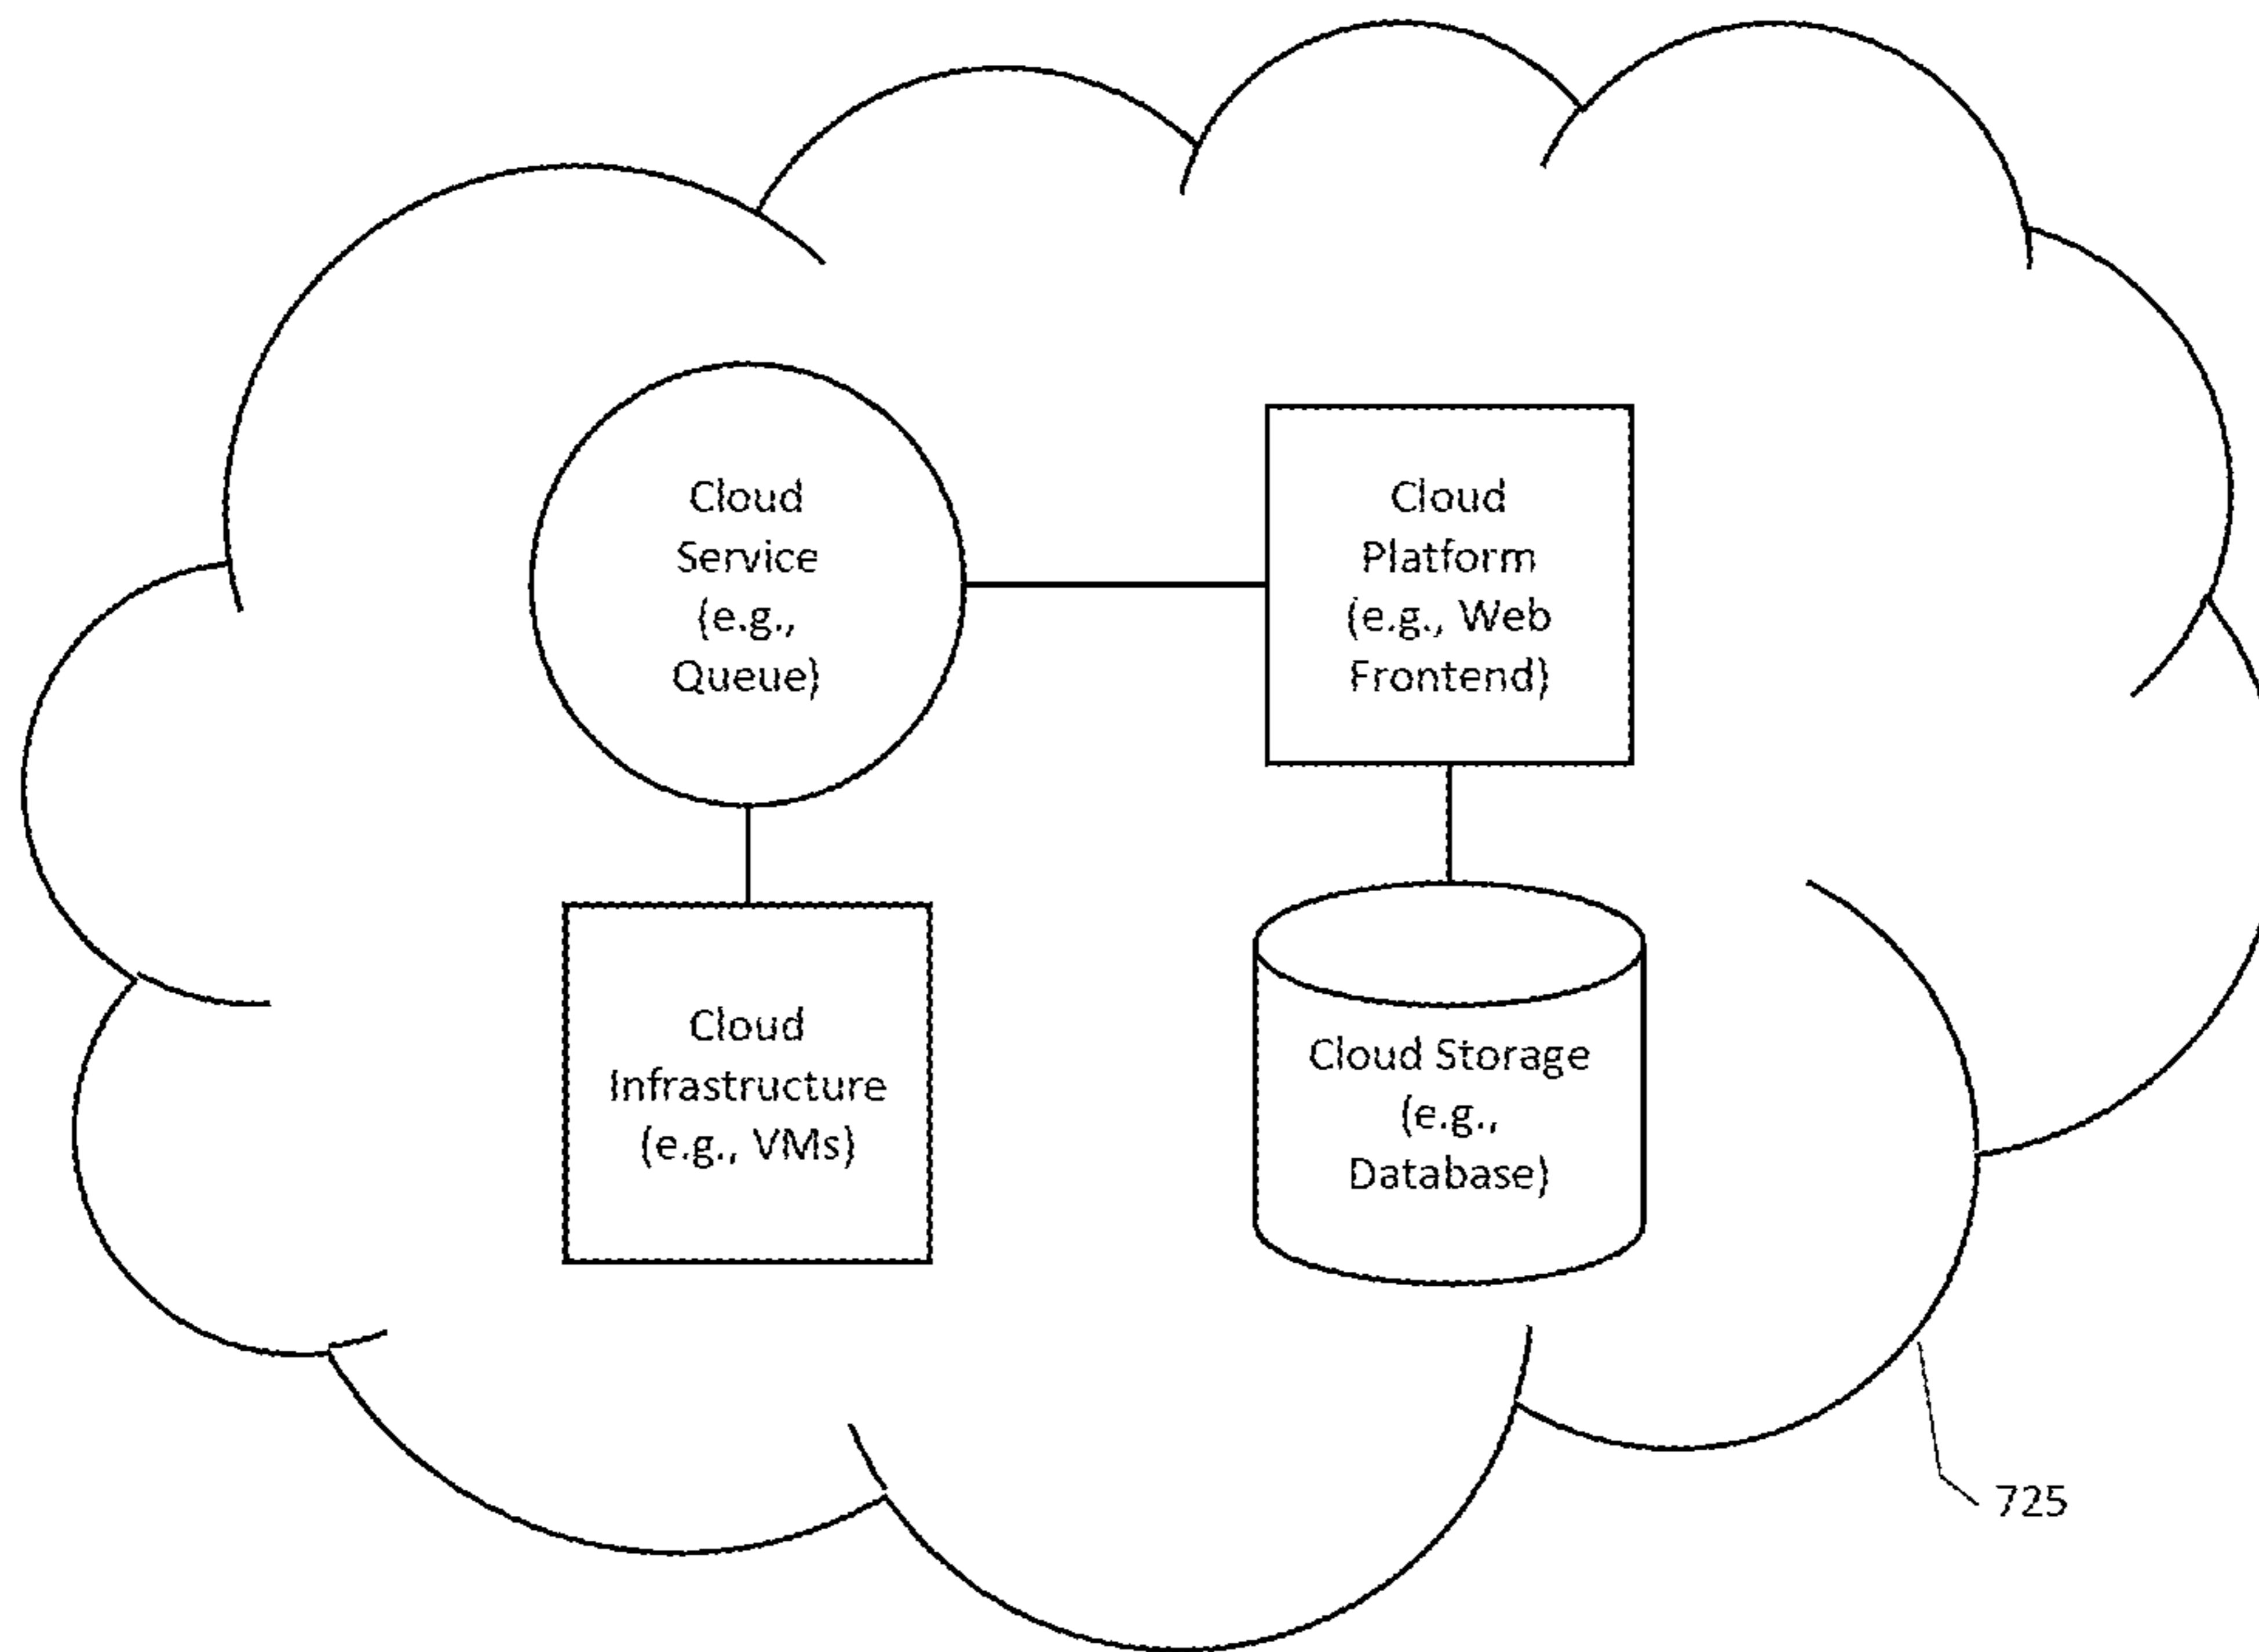 Cloud
Service
(e.g.,
Queue)
Cloud
Platform
(e.g., Web
Frontend)
Cloud
Infrastructure
(e.g., VMs)
Cloud Storage
(e.g.,
Database)
725